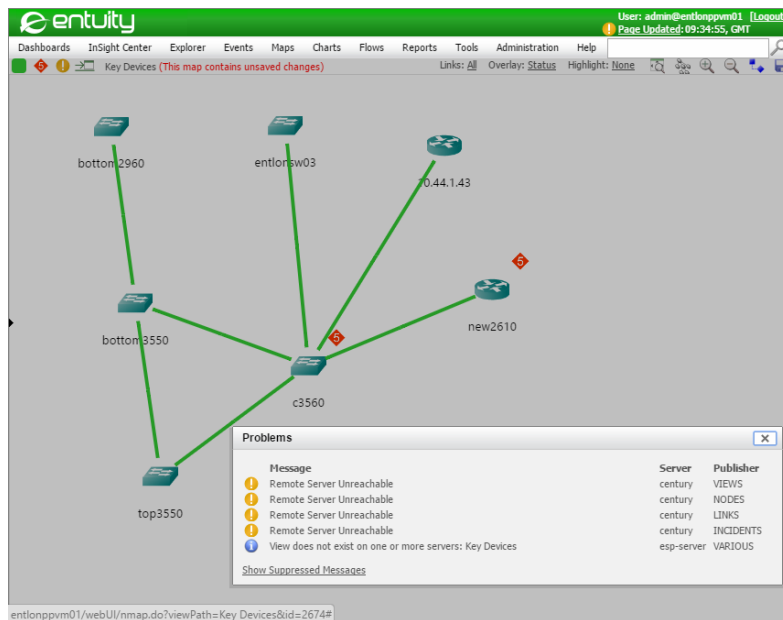 entuity
User: admin@entlonppvm01 [Logout
Page Updated: 09:34:55, GMT
Dashboards InSight Center Explorer Events Maps Charts Flows Reports Tools Administration Help
5 Key Devices (This map contains unsaved changes) Links: All Overlay: Status Highlight: None
bottom2960
entlonsw03
10.44.1.43
5
new2610
bottom3550
5
c3560
top3550
Problems
Message Server Publisher
Remote Server Unreachable century VIEWS
Remote Server Unreachable century NODES
Remote Server Unreachable century LINKS
Remote Server Unreachable century INCIDENTS
View does not exist on one or more servers: Key Devices esp-server VARIOUS
Show Suppressed Messages
entlonppvm01/webUI/nmap.do?viewPath=Key Devices&id=2674#